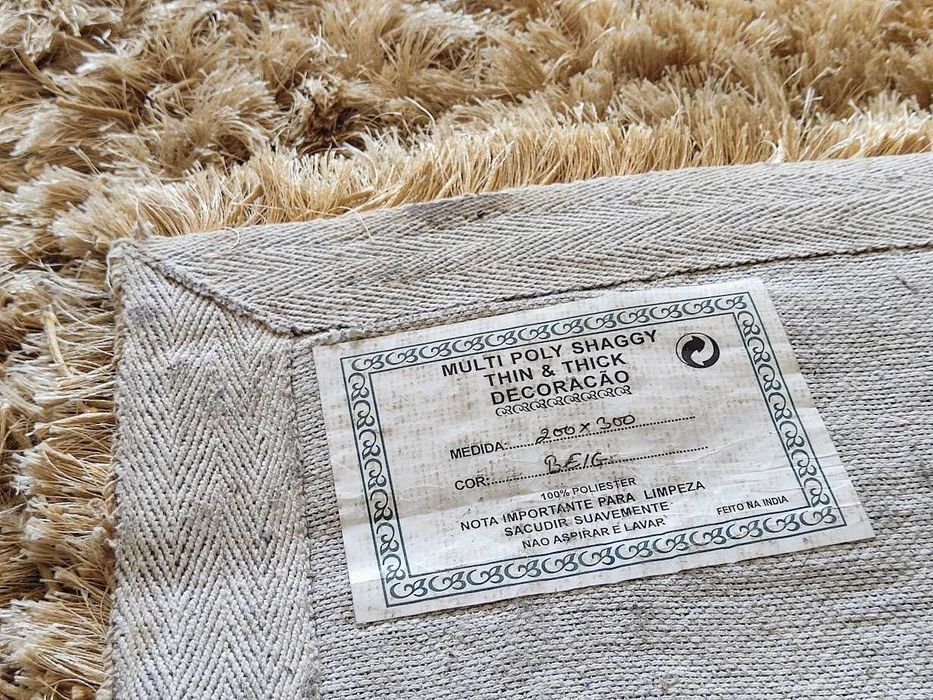 MULTI POLY SHAGGY
THIN & THICK
DECORACÃO
MEDIDA:......200 x 300
COR:......BEIG.
100% POLIESTER
NOTA IMPORTANTE PARA LIMPEZA
SACUDIR SUAVEMENTE
NAO ASPIRAR E LAVAR
FEITO NA INDIA